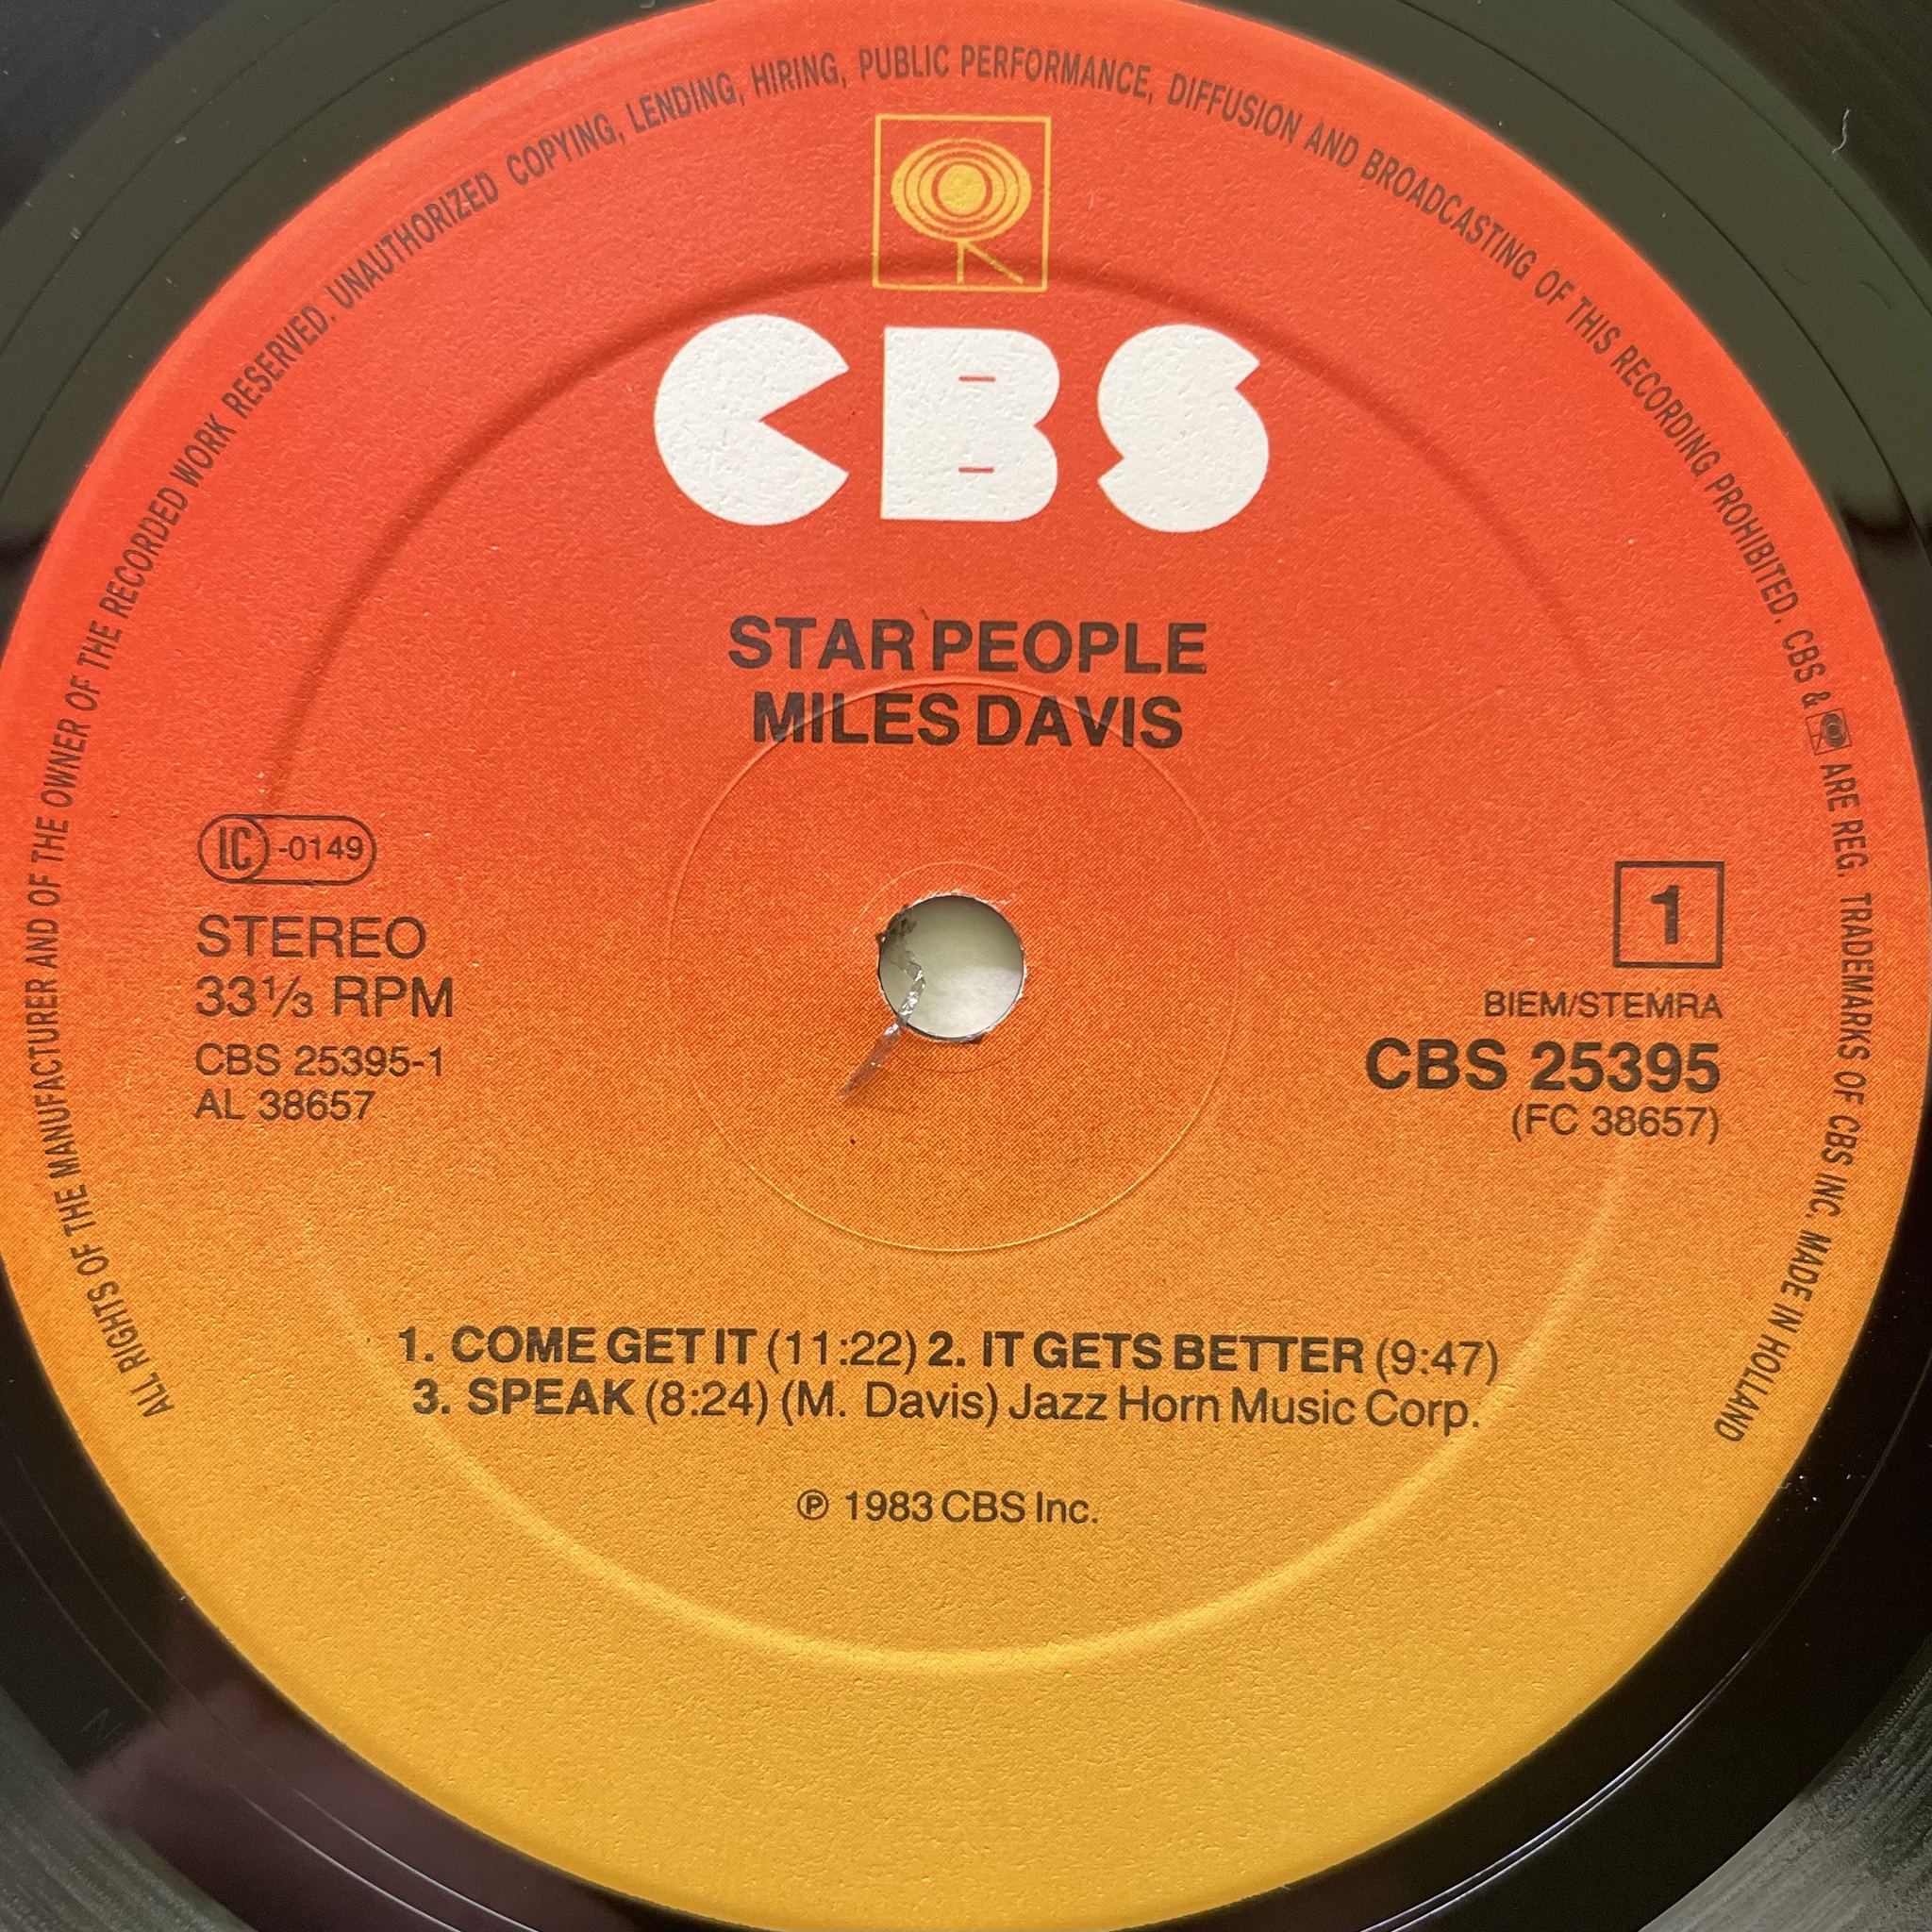 ALL RIGHTS OF THE MANUFACTURER AND OF THE OWNER OF THE RECORDED WORK RESERVED. UNAUTHORIZED COPYING, LENDING, HIRING, PUBLIC PERFORMANCE, DIFFUSION AND BROADCASTING OF THIS RECORDING PROHIBITED. CBS & ARE REG. TRADEMARKS OF CBS INC. MADE IN HOLLAND
CBS
STAR PEOPLE
MILES DAVIS
LC -0149
STEREO
33⅓ RPM
CBS 25395-1
AL 38657
1
BIEM/STEMRA
CBS 25395
(FC 38657)
1. COME GET IT (11:22) 2. IT GETS BETTER (9:47)
3. SPEAK (8:24) (M. Davis) Jazz Horn Music Corp.
℗ 1983 CBS Inc.